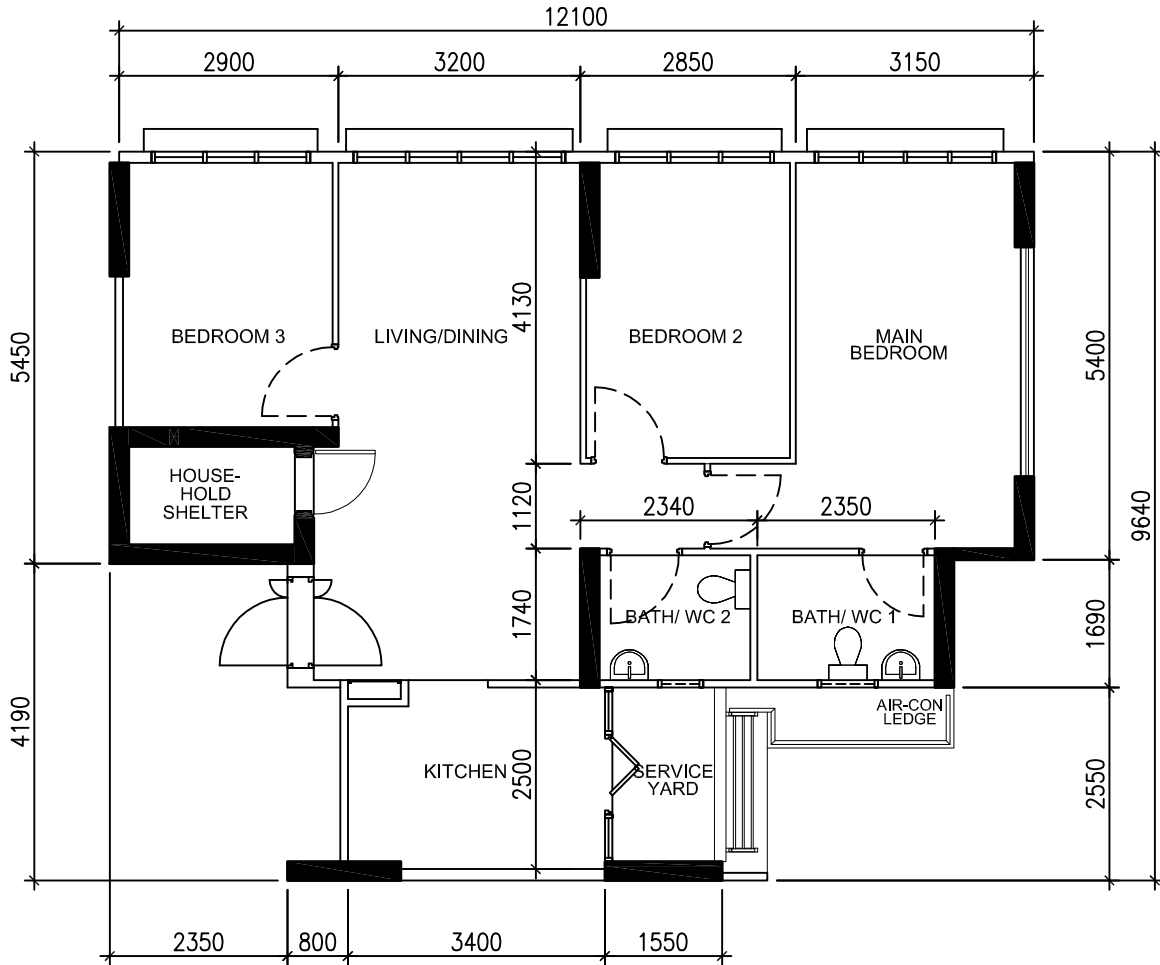 12100
2900
3200
2850
3150
5450
4130
5400
9640
BEDROOM 3
LIVING/DINING
BEDROOM 2
MAIN
BEDROOM
HOUSE-
HOLD
SHELTER
1120
2340
2350
1740
BATH/ WC 2
BATH/ WC 1
1690
4190
AIR-CON
LEDGE
KITCHEN
2500
SERVICE
YARD
2550
2350
800
3400
1550